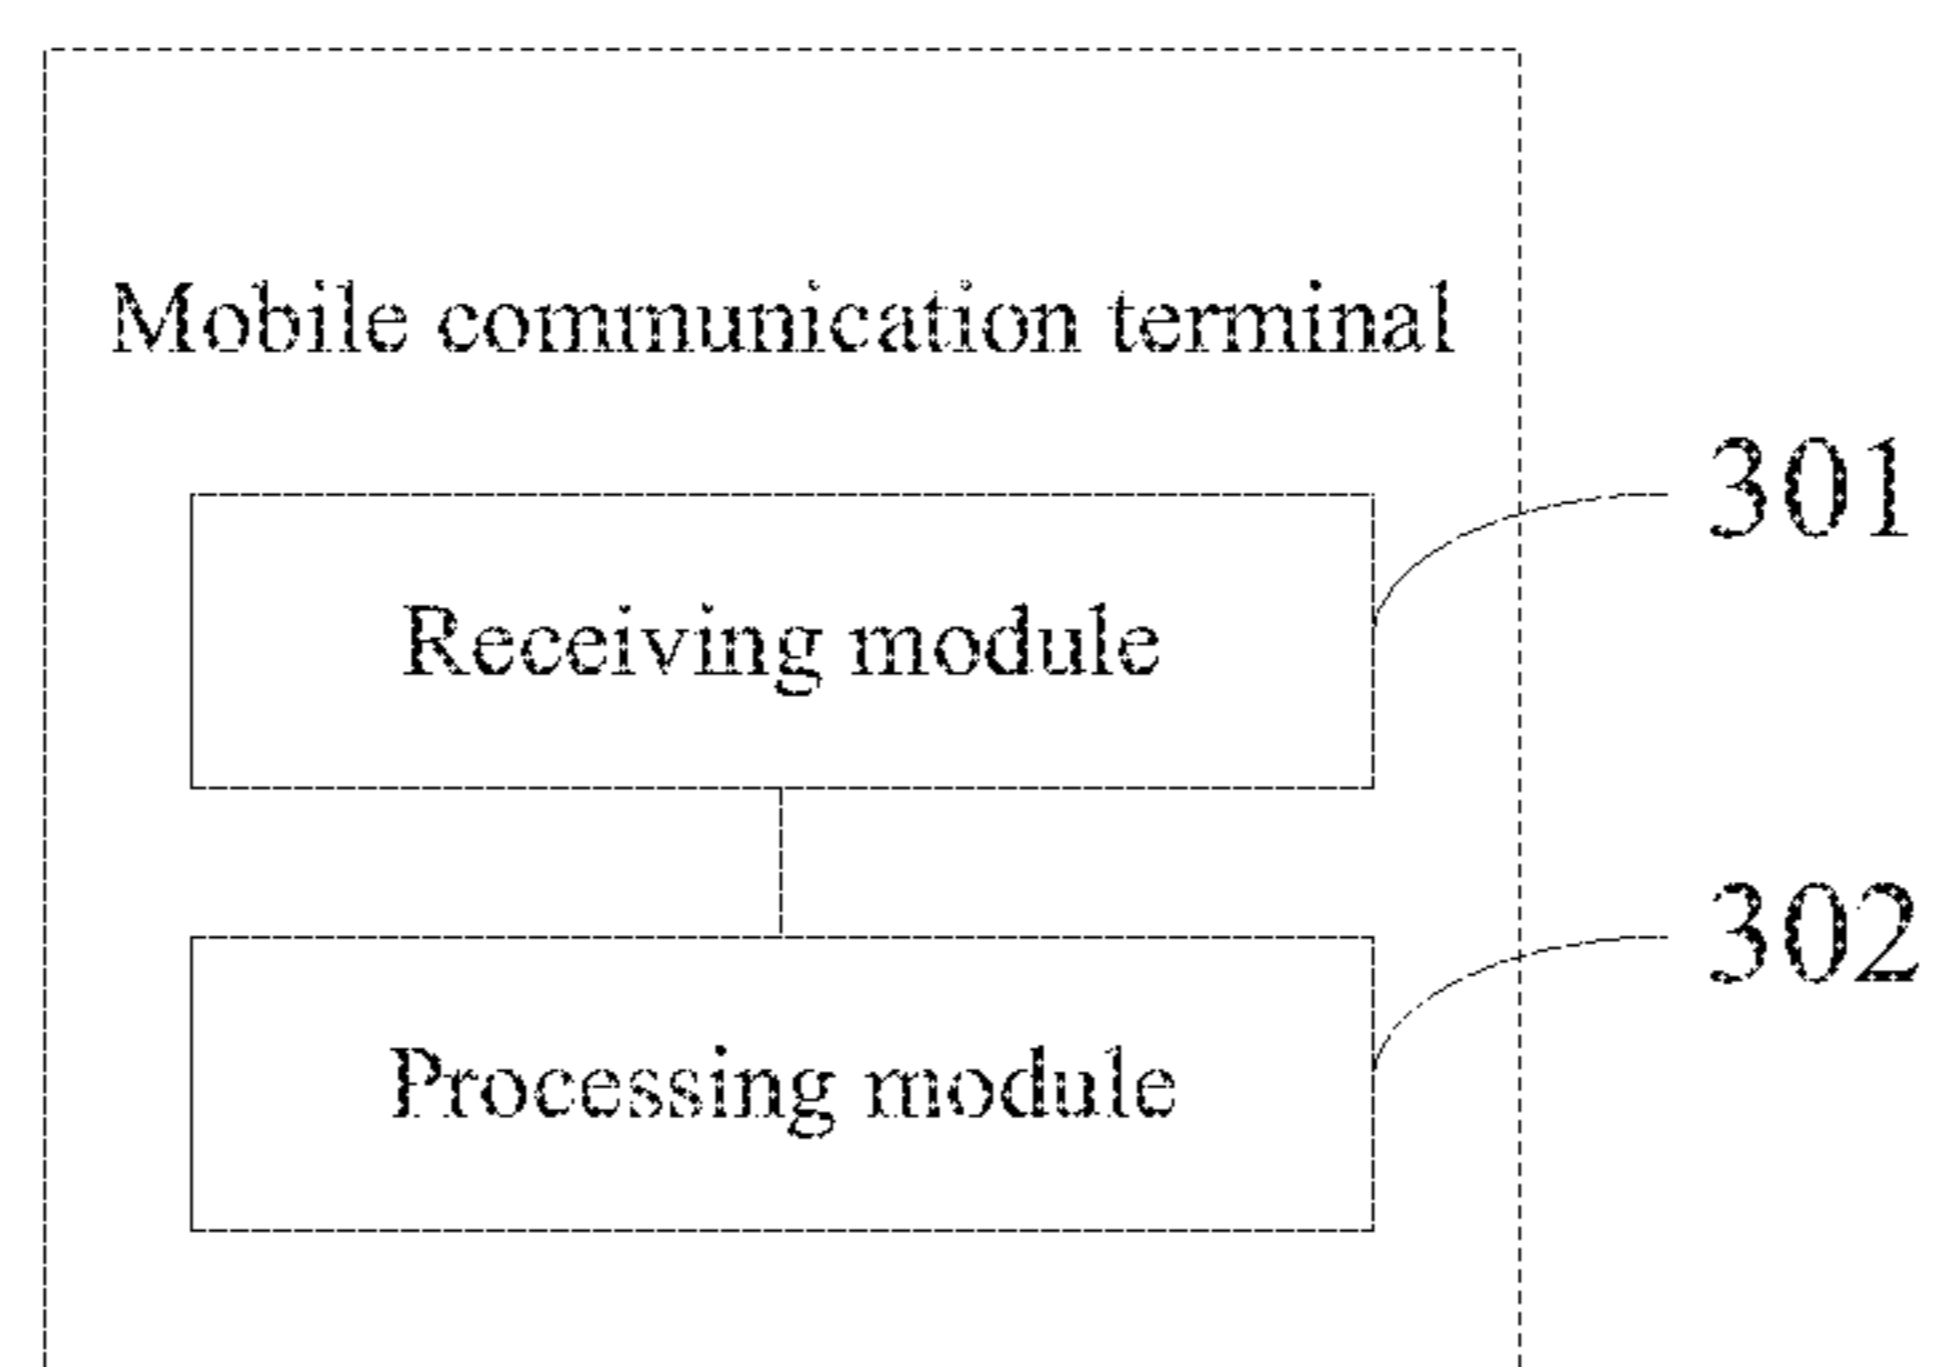 Mobile communication terminal
301
Receiving module
302
Processing module